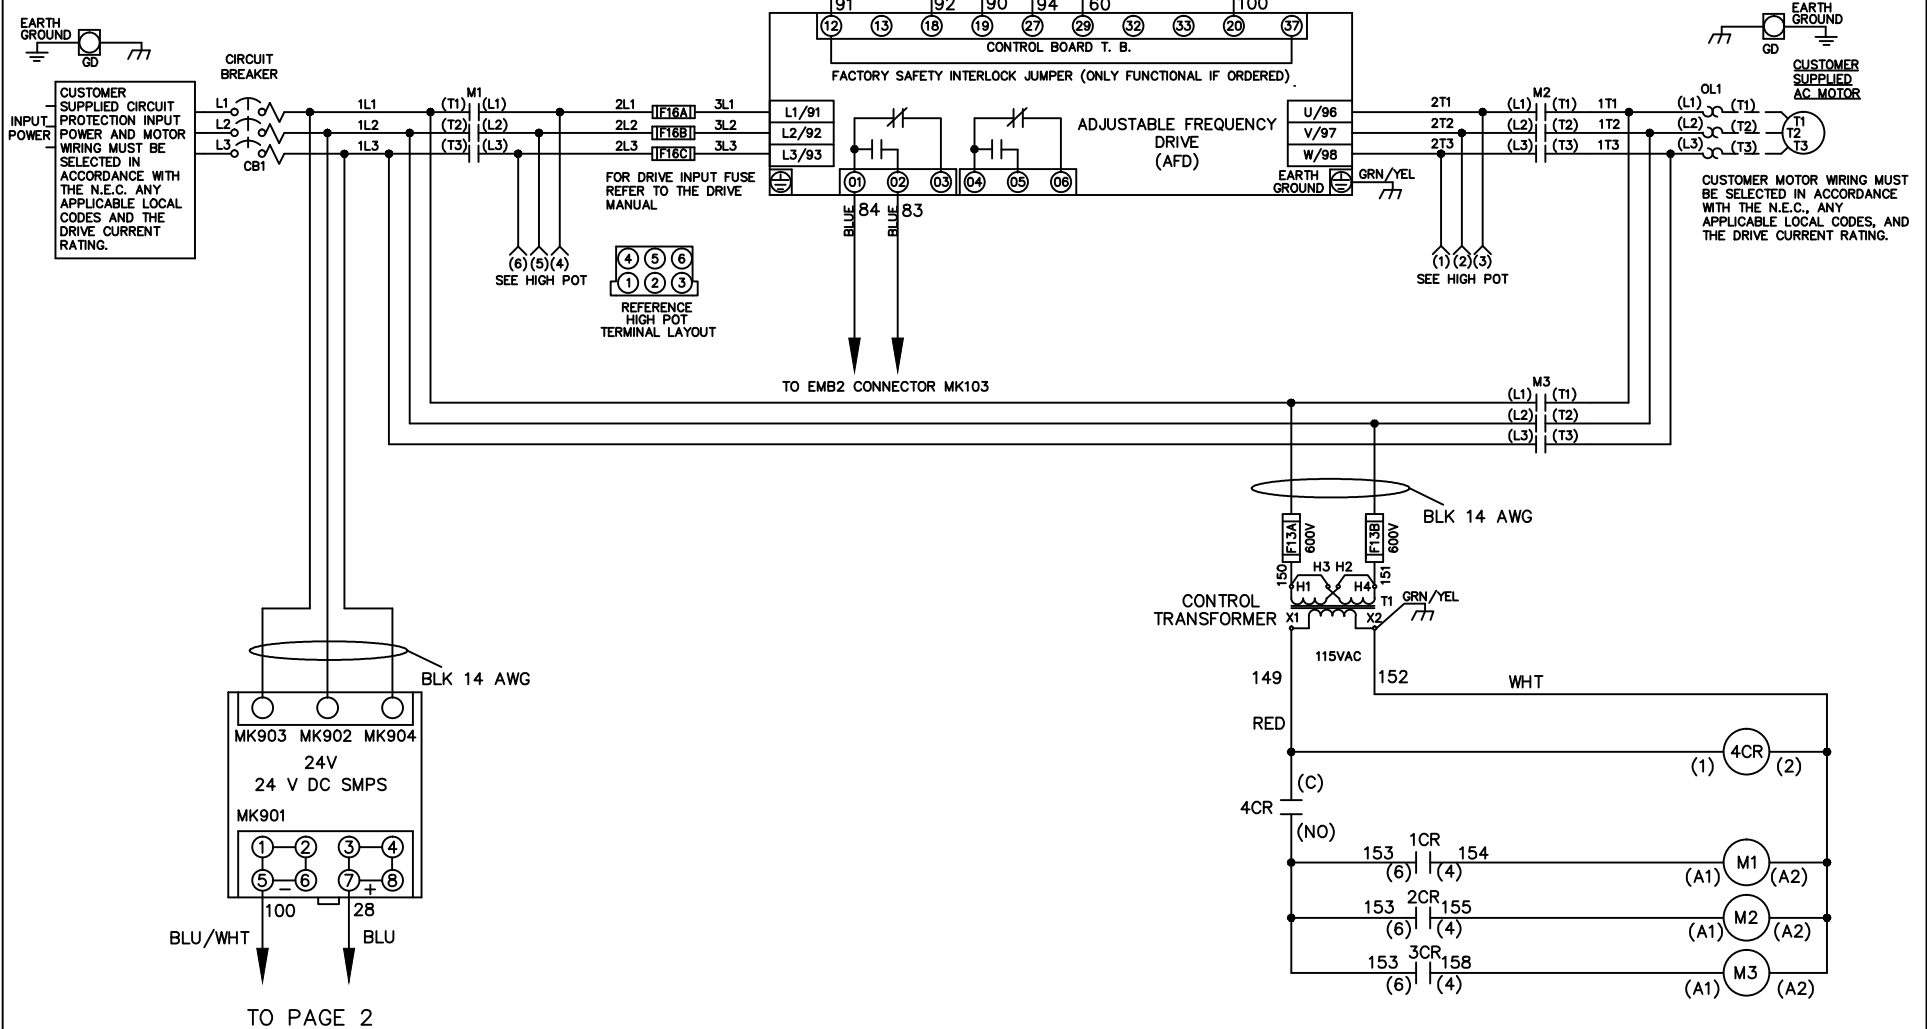 91 92 90 94 60 100
12 13 18 19 27 29 32 33 20 37
CONTROL BOARD T. B.
FACTORY SAFETY INTERLOCK JUMPER (ONLY FUNCTIONAL IF ORDERED)
EARTH
GROUND
GD
CIRCUIT
BREAKER
INPUT
POWER
CUSTOMER
SUPPLIED CIRCUIT
PROTECTION INPUT
POWER AND MOTOR
WIRING MUST BE
SELECTED IN
ACCORDANCE WITH
THE N.E.C. ANY
APPLICABLE LOCAL
CODES AND THE
DRIVE CURRENT
RATING.
L1
L2
L3
CB1
1L1
1L2
1L3
M1
(T1) (L1)
(T2) (L2)
(T3) (L3)
2L1 F16A 3L1
2L2 F16B 3L2
2L3 F16C 3L3
FOR DRIVE INPUT FUSE
REFER TO THE DRIVE
MANUAL
(6) (5) (4)
SEE HIGH POT
4 5 6
1 2 3
REFERENCE
HIGH POT
TERMINAL LAYOUT
L1/91
L2/92
L3/93
01 02 03 04 05 06
ADJUSTABLE FREQUENCY
DRIVE
(AFD)
U/96
V/97
W/98
EARTH
GROUND
GRN/YEL
BLUE 84 BLUE 83
TO EMB2 CONNECTOR MK103
2T1
2T2
2T3
M2
(L1) (T1)
(L2) (T2)
(L3) (T3)
1T1
1T2
1T3
(1) (2) (3)
SEE HIGH POT
EARTH
GROUND
GD
CUSTOMER
SUPPLIED
AC MOTOR
OL1
(L1) (T1)
(L2) (T2)
(L3) (T3)
T1
T2
T3
CUSTOMER MOTOR WIRING MUST
BE SELECTED IN ACCORDANCE
WITH THE N.E.C., ANY
APPLICABLE LOCAL CODES, AND
THE DRIVE CURRENT RATING.
M3
(L1) (T1)
(L2) (T2)
(L3) (T3)
BLK 14 AWG
F13A 600V F13B 600V
150 151
H3 H2
H1 H4
T1
GRN/YEL
CONTROL
TRANSFORMER
X1 X2
115VAC
149 152 WHT
RED
4CR
(1) (2)
(C)
4CR
(NO)
1CR
153 154
(6) (4)
M1
(A1) (A2)
2CR
153 155
(6) (4)
M2
(A1) (A2)
3CR
153 158
(6) (4)
M3
(A1) (A2)
BLK 14 AWG
MK903 MK902 MK904
24V
24 V DC SMPS
MK901
1 2 3 4
5 − 6 7 + 8
100 28
BLU/WHT BLU
TO PAGE 2